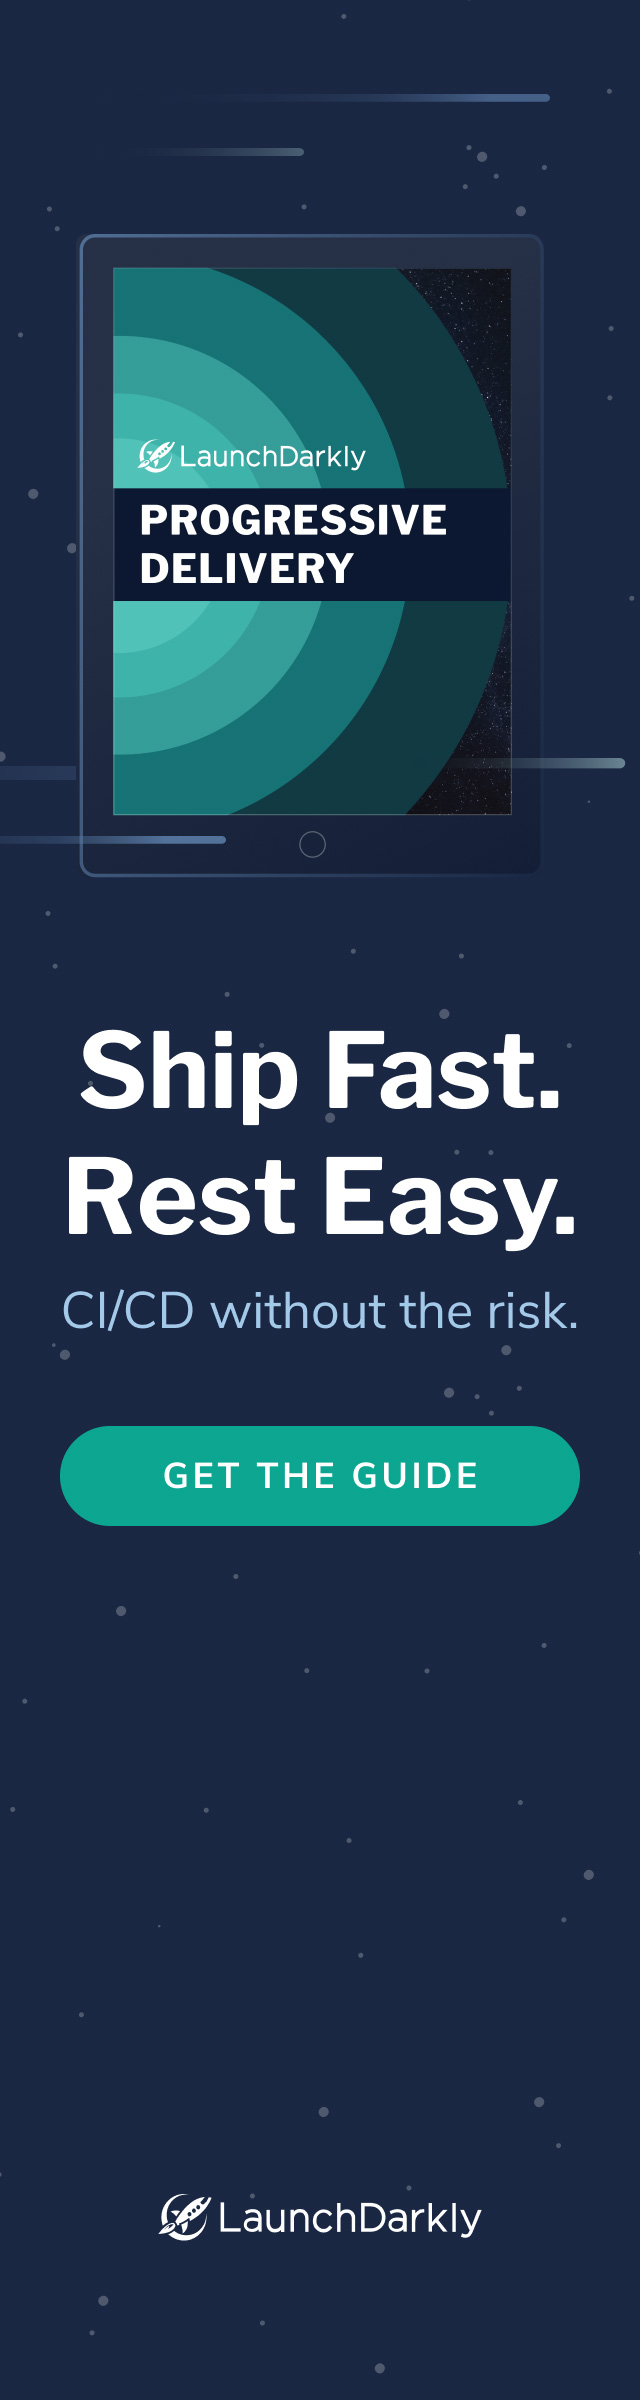 LaunchDarkly
PROGRESSIVE
DELIVERY
Ship Fast.
Rest Easy.
CI/CD without the risk.
GET THE GUIDE
LaunchDarkly